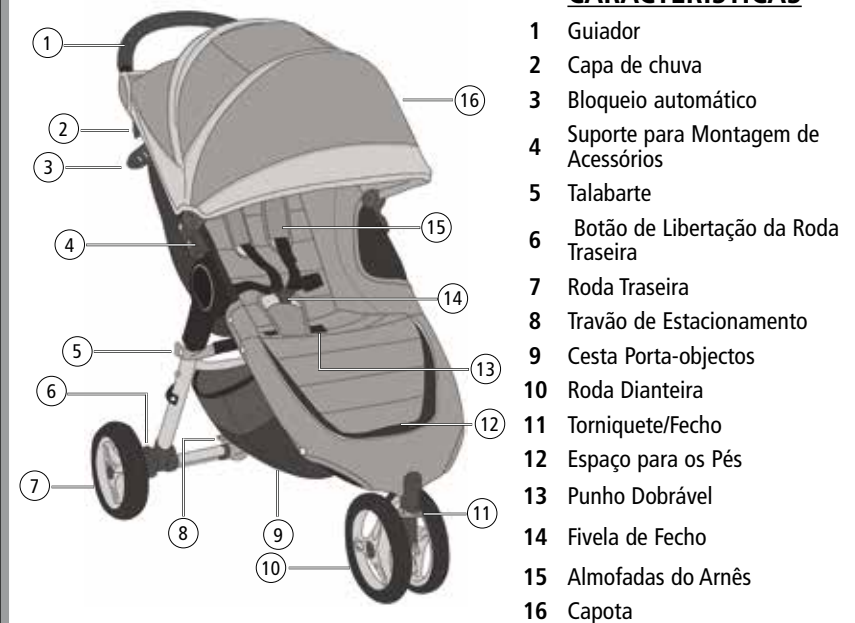 CARACTERÍSTICAS
1 Guiador
2 Capa de chuva
3 Bloqueio automático
4 Suporte para Montagem de
Acessórios
5 Talabarte
6 Botão de Libertação da Roda
Traseira
7 Roda Traseira
8 Travão de Estacionamento
9 Cesta Porta-objectos
10 Roda Dianteira
11 Torniquete/Fecho
12 Espaço para os Pés
13 Punho Dobrável
14 Fivela de Fecho
15 Almofadas do Arnês
16 Capota
1
2
3
4
5
6
7
8
9
10
11
12
13
14
15
16